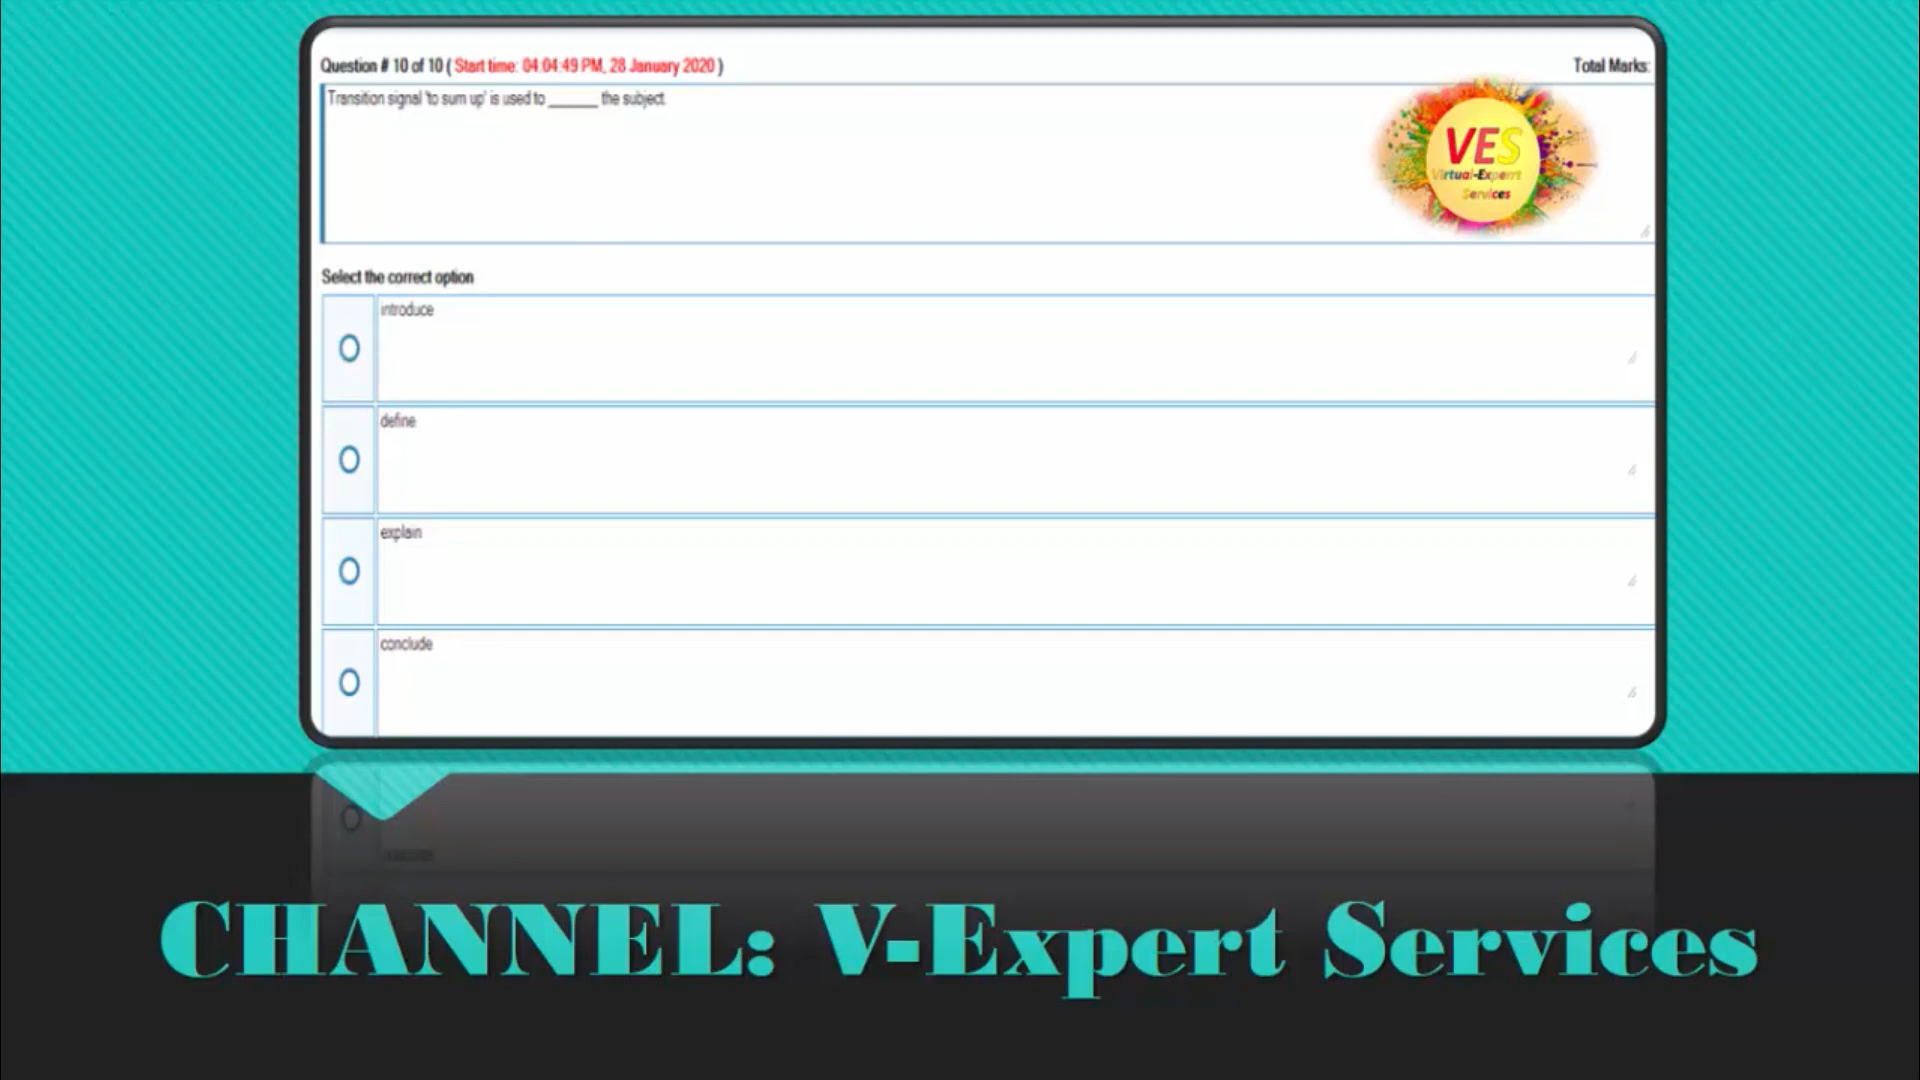 Question # 10 of 10 ( Start time: 04:04:49 PM, 28 January 2020 )
Total Marks:
Transition signal 'to sum up' is used to ______ the subject.
VES
Virtual-Expert
Services
Select the correct option
introduce
define
explain
conclude
CHANNEL: V-Expert Services